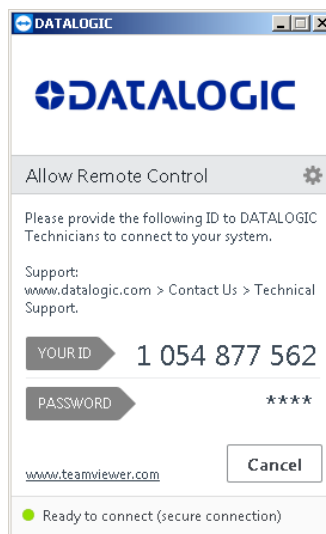 DATALOGIC
DATALOGIC
Allow Remote Control
Please provide the following ID to DATALOGIC
Technicians to connect to your system.
Support:
www.datalogic.com > Contact Us > Technical
Support.
YOUR ID 1 054 877 562
PASSWORD ****
Cancel
www.teamviewer.com
Ready to connect (secure connection)